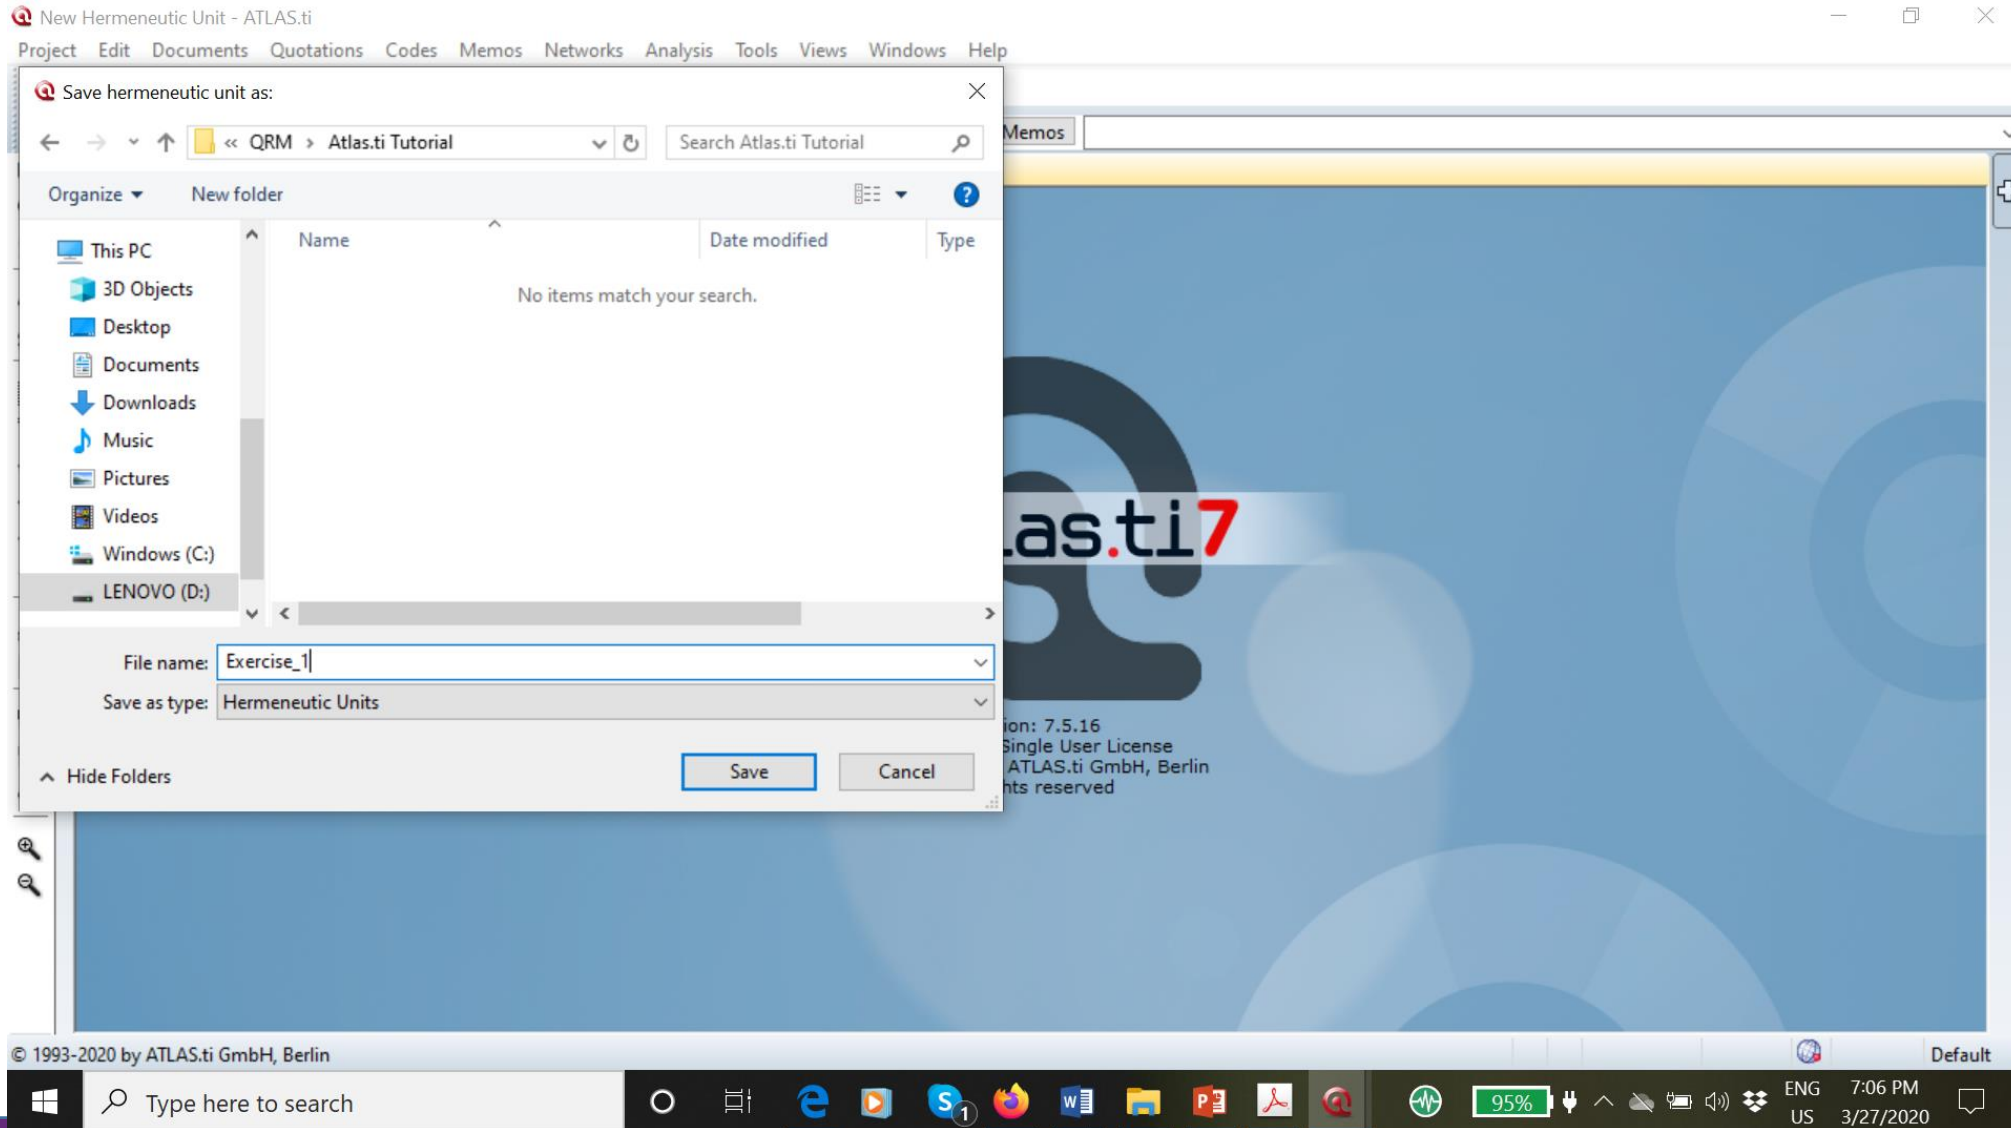 New Hermeneutic Unit - ATLAS.ti
Project Edit Documents Quotations Codes Memos Networks Analysis Tools Views Windows Help
Save hermeneutic unit as:
« QRM › Atlas.ti Tutorial
Search Atlas.ti Tutorial
Memos
Organize
New folder
Name
Date modified
Type
No items match your search.
This PC
3D Objects
Desktop
Documents
Downloads
Music
Pictures
Videos
Windows (C:)
LENOVO (D:)
File name: Exercise_1
Save as type: Hermeneutic Units
Hide Folders
Save
Cancel
las.ti7
ion: 7.5.16
Single User License
ATLAS.ti GmbH, Berlin
hts reserved
© 1993-2020 by ATLAS.ti GmbH, Berlin
Default
Type here to search
1
95%
ENG
US
7:06 PM
3/27/2020